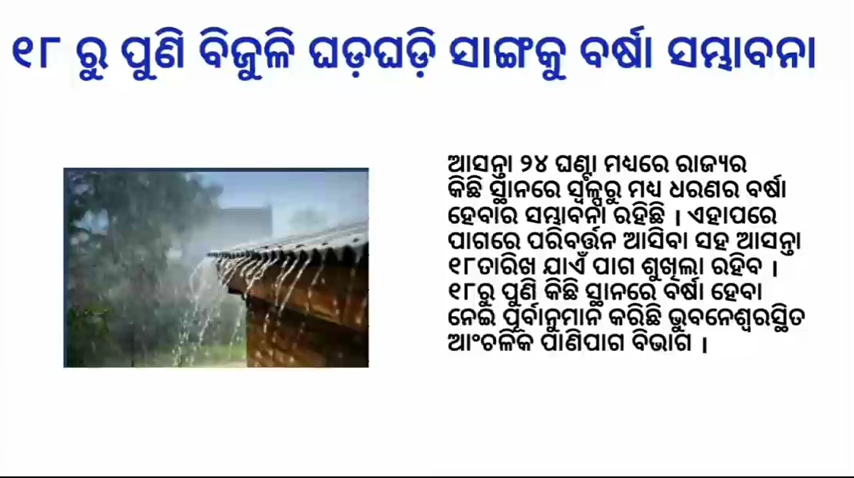 ୧୮ ରୁ ପୁଣି ବିଜୁଳି ଘଡ଼ଘଡ଼ି ସାଙ୍ଗକୁ ବର୍ଷା ସମ୍ଭାବନା
ଆସନ୍ତା ୨୪ ଘଣ୍ଟା ମଧ୍ୟରେ ରାଜ୍ୟର
କିଛି ସ୍ଥାନରେ ସ୍ୱଳ୍ପରୁ ମଧ୍ୟ ଧରଣର ବର୍ଷା
ହେବାର ସମ୍ଭାବନା ରହିଛି । ଏହାପରେ
ପାଗରେ ପରିବର୍ତ୍ତନ ଆସିବା ସହ ଆସନ୍ତା
୧୮ତାରିଖ ଯାଏଁ ପାଗ ଶୁଖିଲା ରହିବ ।
୧୮ରୁ ପୁଣି କିଛି ସ୍ଥାନରେ ବର୍ଷା ହେବା
ନେଇ ପୂର୍ବାନୁମାନ କରିଛି ଭୁବନେଶ୍ୱରସ୍ଥିତ
ଆଂଚଳିକ ପାଣିପାଗ ବିଭାଗ ।